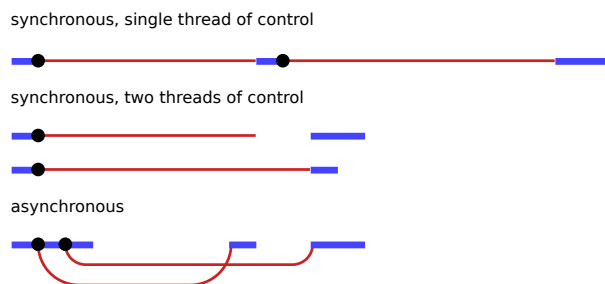 synchronous, single thread of control
synchronous, two threads of control
asynchronous